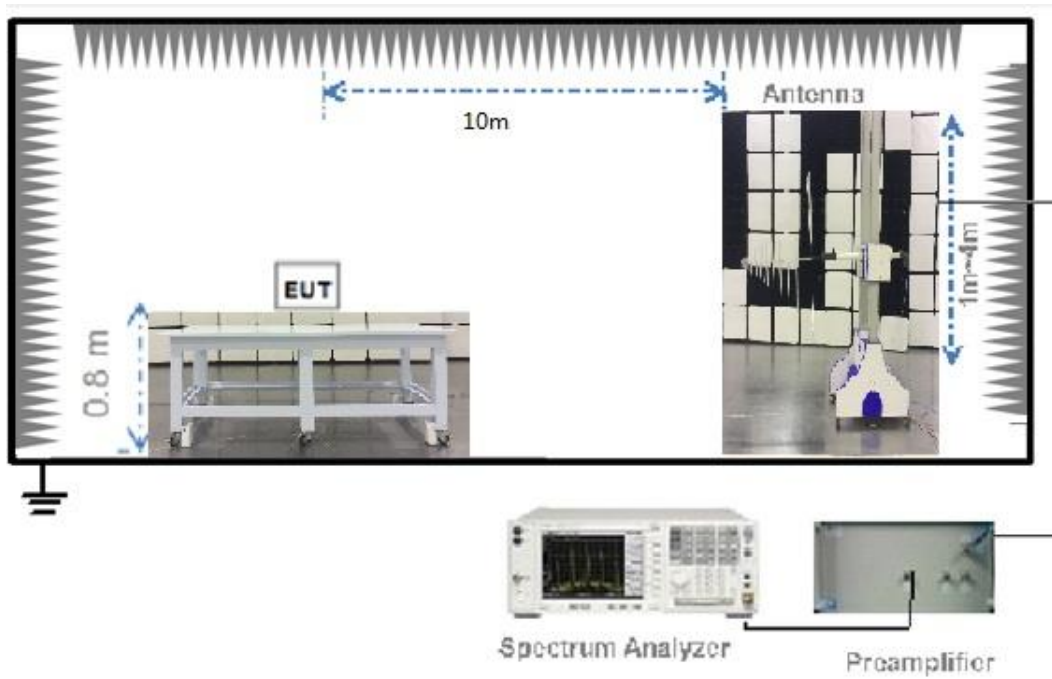 Antenna
10m
1m~4m
EUT
0.8 m
Spectrum Analyzer
Preamplifier